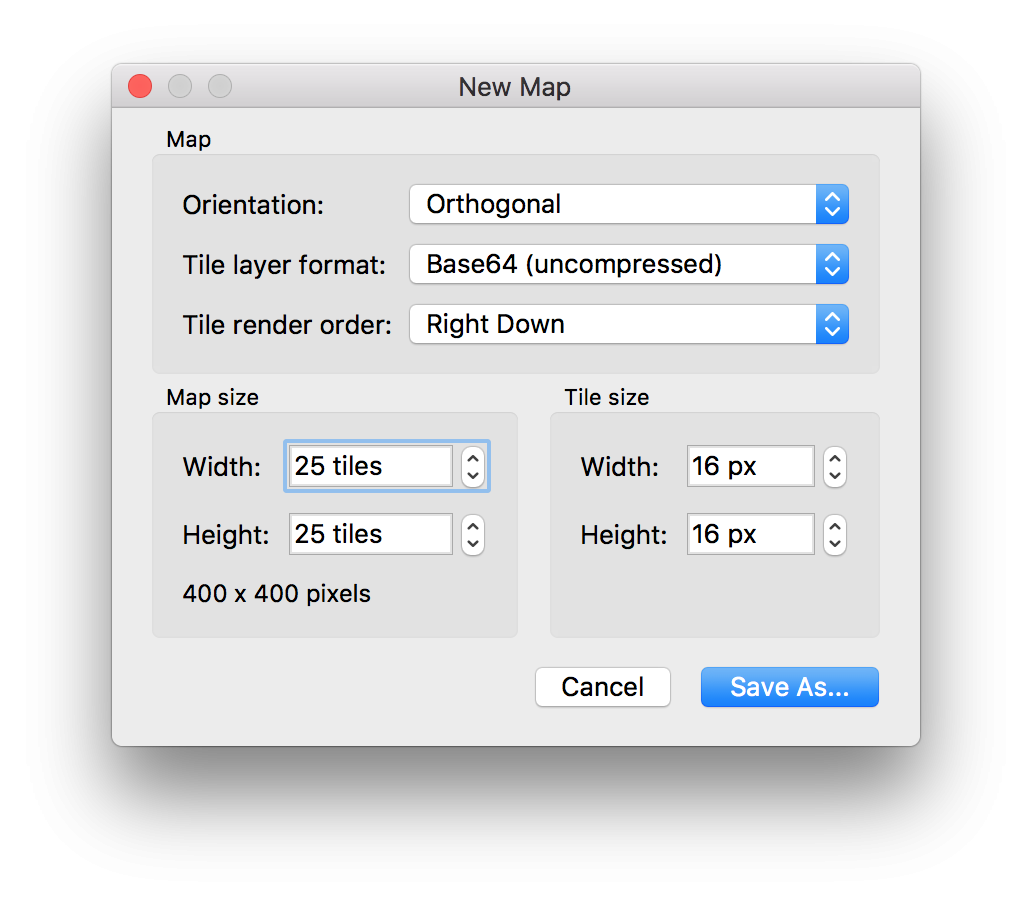 New Map
Map
Orientation: Orthogonal
Tile layer format: Base64 (uncompressed)
Tile render order: Right Down
Map size
Width: 25 tiles
Height: 25 tiles
400 x 400 pixels
Tile size
Width: 16 px
Height: 16 px
Cancel Save As...